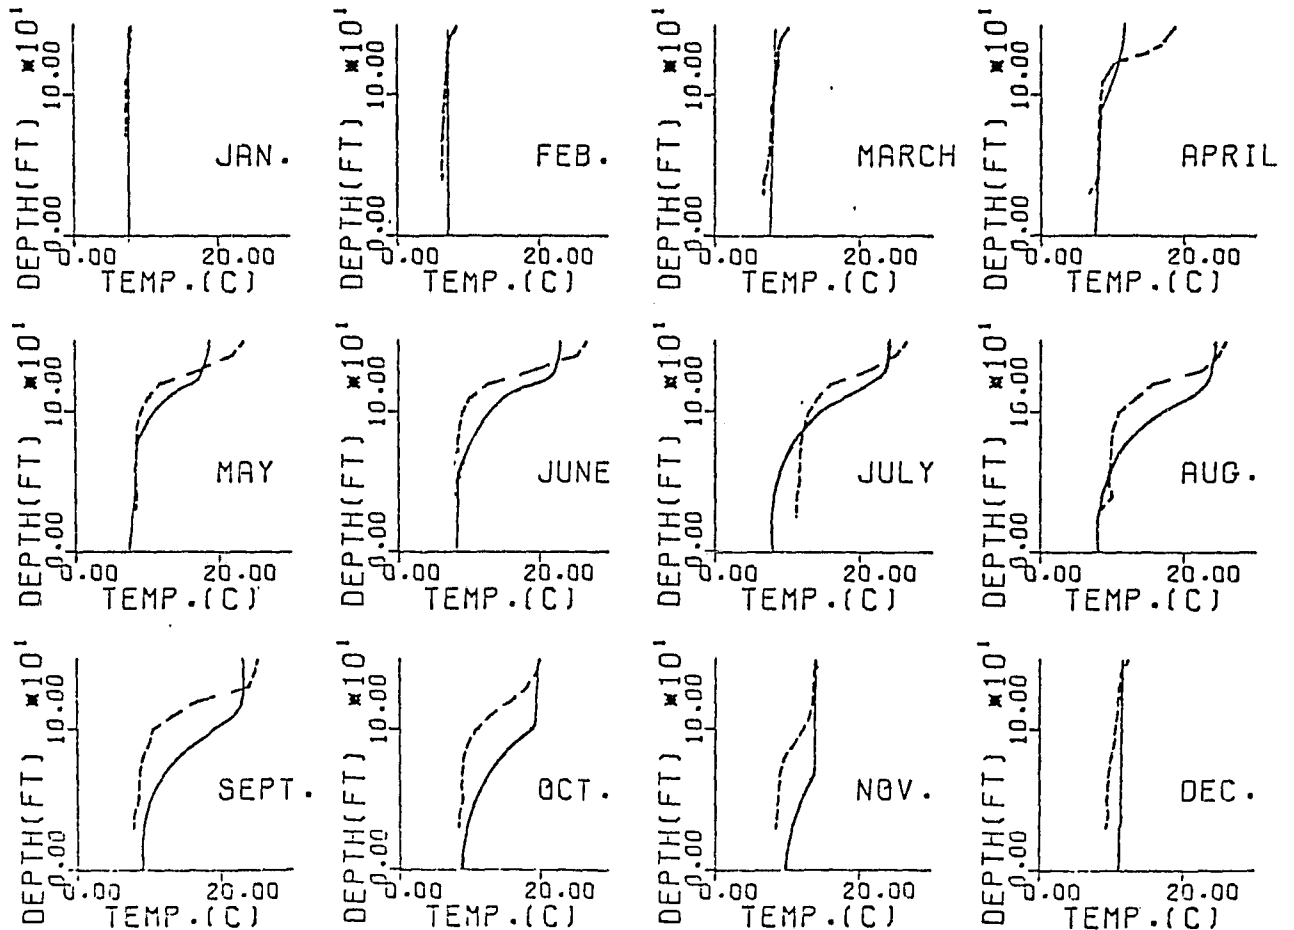 DEPTH(FT) *10¹
10.00
0.00
JAN.
0.00 20.00
TEMP.(C)
DEPTH(FT) *10¹
10.00
0.00
FEB.
0.00 20.00
TEMP.(C)
DEPTH(FT) *10¹
10.00
0.00
MARCH
0.00 20.00
TEMP.(C)
DEPTH(FT) *10¹
10.00
0.00
APRIL
0.00 20.00
TEMP.(C)
DEPTH(FT) *10¹
10.00
0.00
MAY
0.00 20.00
TEMP.(C)
DEPTH(FT) *10¹
10.00
0.00
JUNE
0.00 20.00
TEMP.(C)
DEPTH(FT) *10¹
10.00
0.00
JULY
0.00 20.00
TEMP.(C)
DEPTH(FT) *10¹
10.00
0.00
AUG.
0.00 20.00
TEMP.(C)
DEPTH(FT) *10¹
10.00
0.00
SEPT.
0.00 20.00
TEMP.(C)
DEPTH(FT) *10¹
10.00
0.00
OCT.
0.00 20.00
TEMP.(C)
DEPTH(FT) *10¹
10.00
0.00
NOV.
0.00 20.00
TEMP.(C)
DEPTH(FT) *10¹
10.00
0.00
DEC.
0.00 20.00
TEMP.(C)